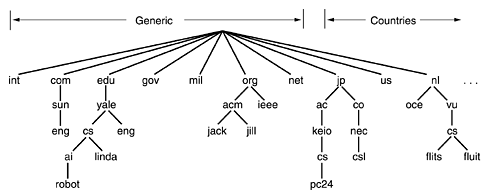 Generic Countries
int com edu gov mil org net jp us nl ...
sun yale acm ieee ac co oce vu
eng cs eng jack jill keio nec cs
ai linda cs csl flits fluit
robot pc24